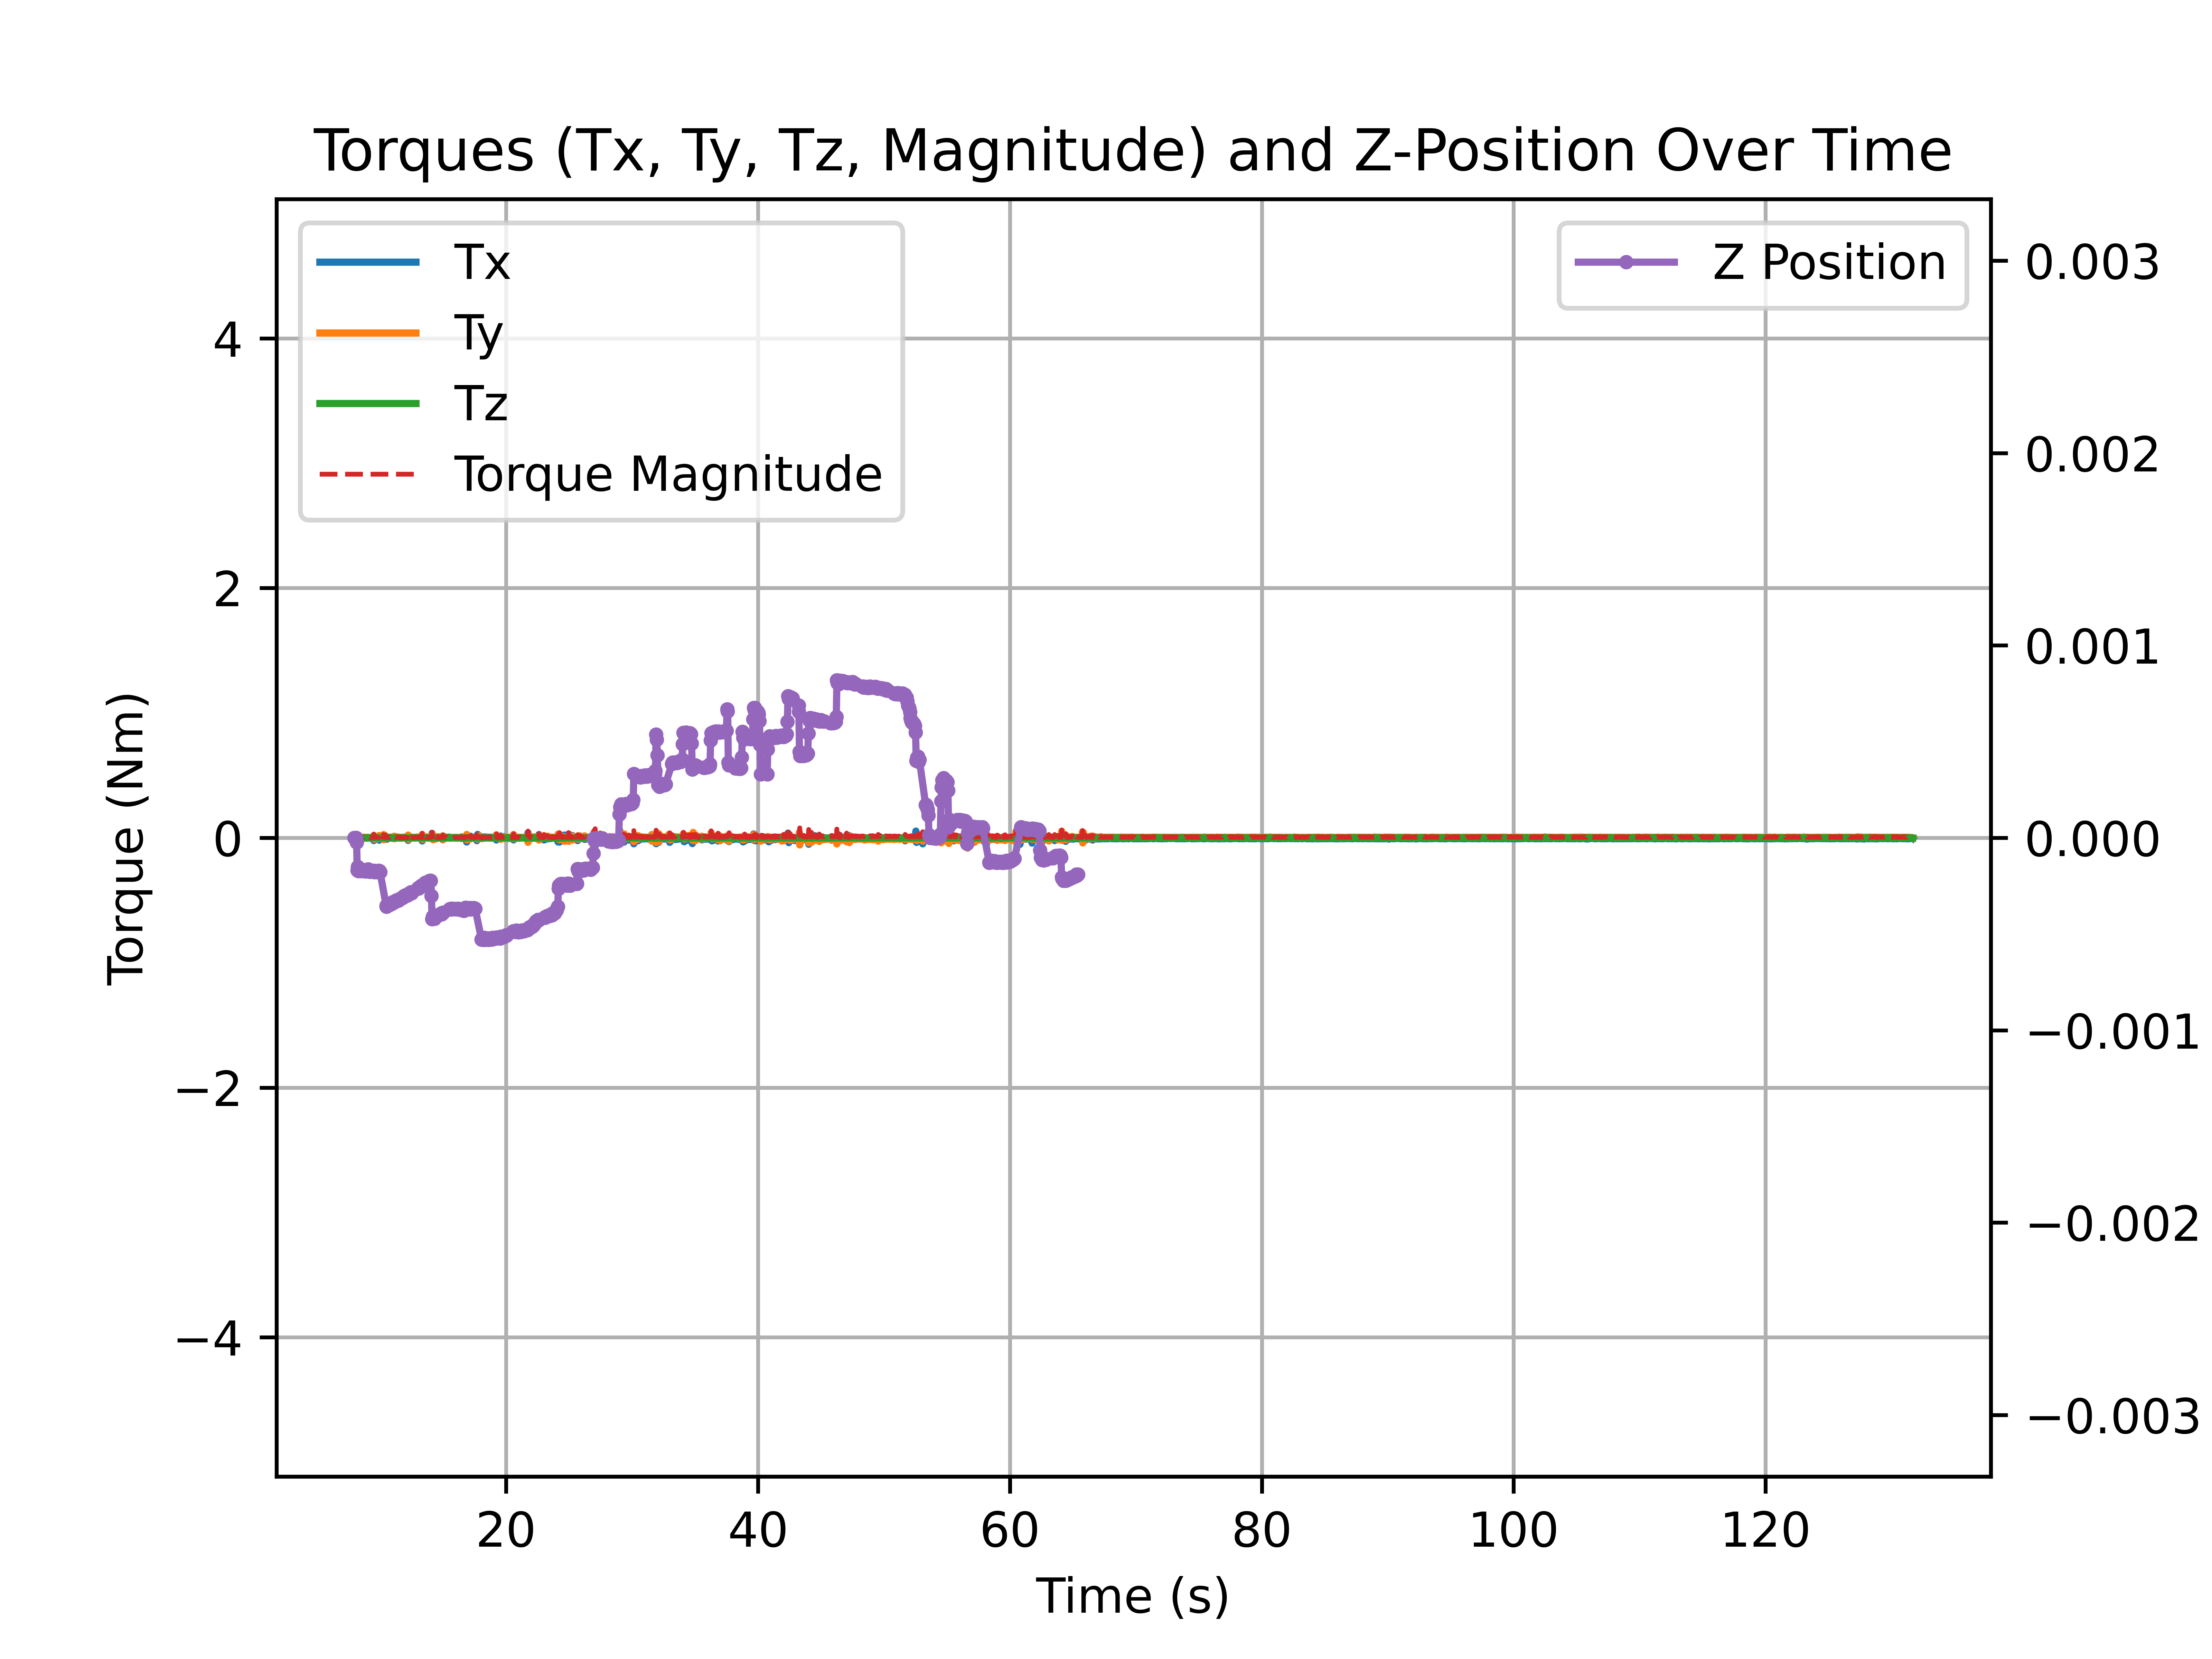 Torques (Tx, Ty, Tz, Magnitude) and Z-Position Over Time
Tx
Ty
Tz
Torque Magnitude
Z Position
Torque (Nm)
4
2
0
−2
−4
0.003
0.002
0.001
0.000
−0.001
−0.002
−0.003
20 40 60 80 100 120
Time (s)